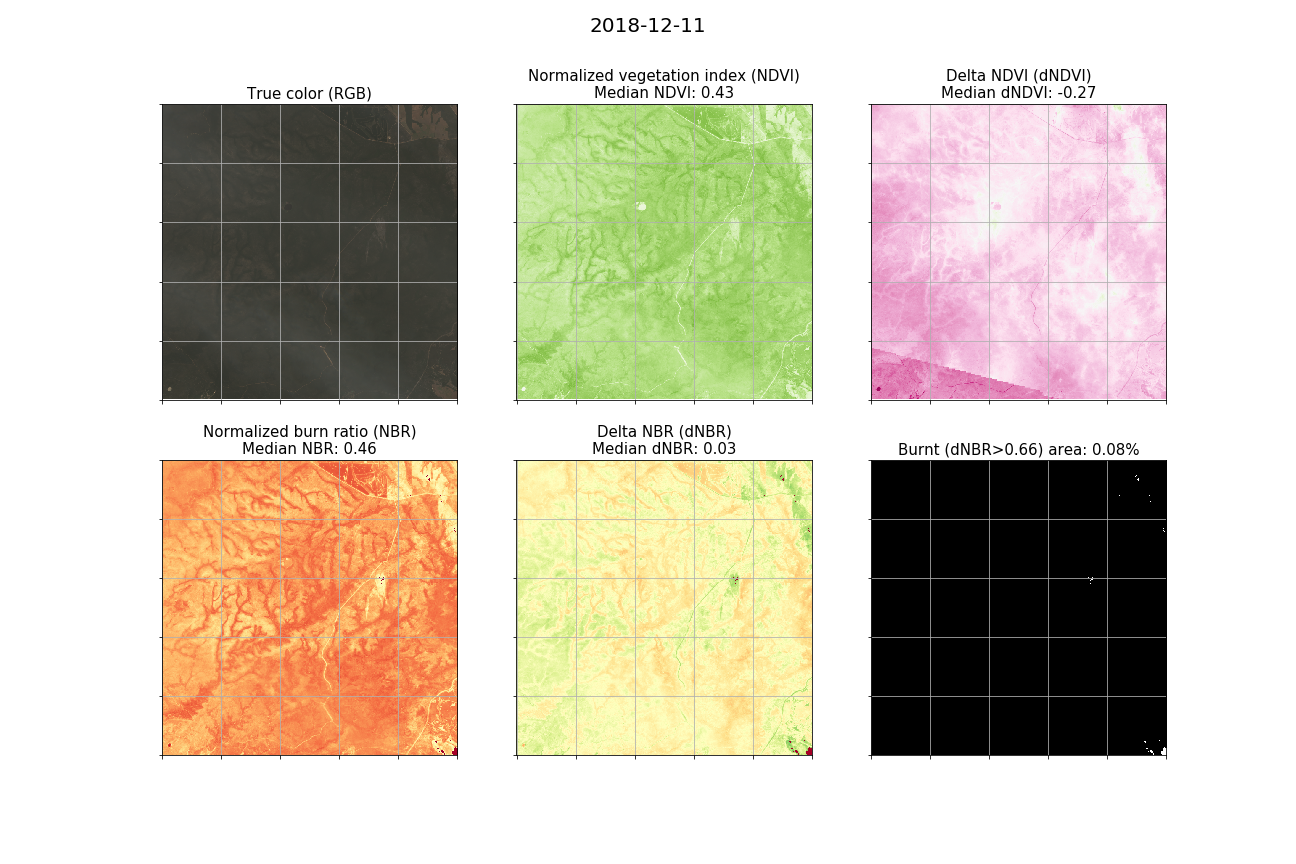 2018-12-11
True color (RGB)
Normalized vegetation index (NDVI)
Median NDVI: 0.43
Delta NDVI (dNDVI)
Median dNDVI: -0.27
Normalized burn ratio (NBR)
Median NBR: 0.46
Delta NBR (dNBR)
Median dNBR: 0.03
Burnt (dNBR>0.66) area: 0.08%